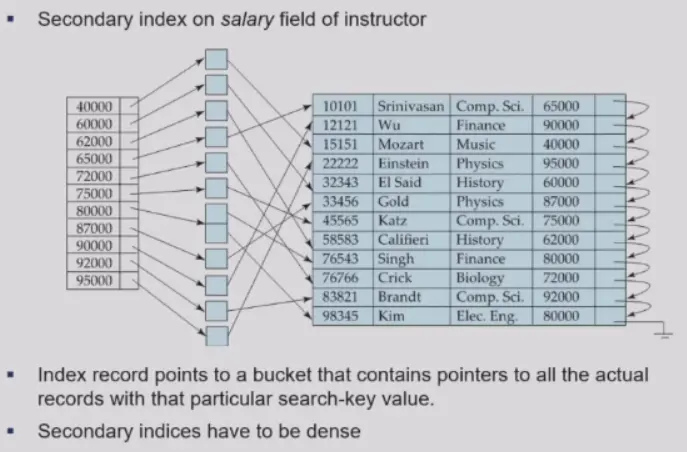 ▪ Secondary index on salary field of instructor
40000
60000
62000
65000
72000
75000
80000
87000
90000
92000
95000
10101 Srinivasan Comp. Sci. 65000
12121 Wu Finance 90000
15151 Mozart Music 40000
22222 Einstein Physics 95000
32343 El Said History 60000
33456 Gold Physics 87000
45565 Katz Comp. Sci. 75000
58583 Califieri History 62000
76543 Singh Finance 80000
76766 Crick Biology 72000
83821 Brandt Comp. Sci. 92000
98345 Kim Elec. Eng. 80000
▪ Index record points to a bucket that contains pointers to all the actual
records with that particular search-key value.
▪ Secondary indices have to be dense